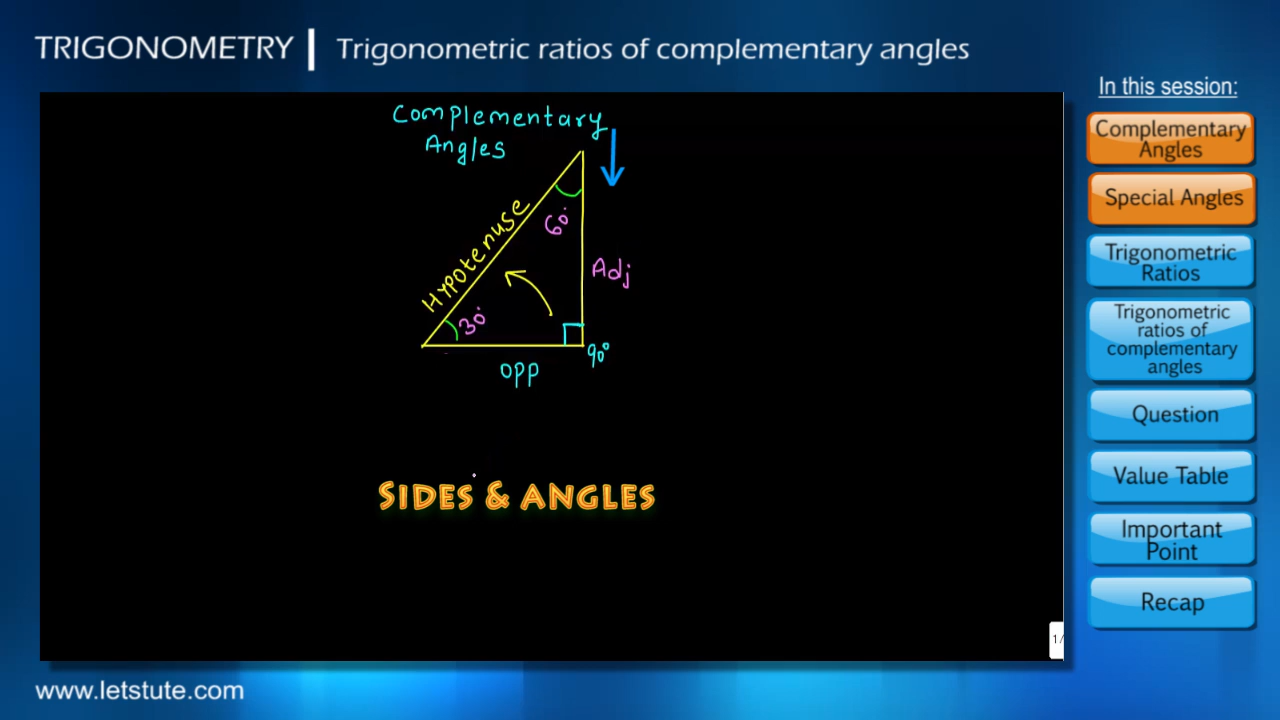 TRIGONOMETRY | Trigonometric ratios of complementary angles
In this session:
Complementary
Angles
Special Angles
Trigonometric
Ratios
Trigonometric
ratios of
complementary
angles
Question
Value Table
Important
Point
Recap
Complementary
Angles
Hypotenuse
60°
Adj
30°
90°
opp
SIDES & ANGLES
1/
www.letstute.com